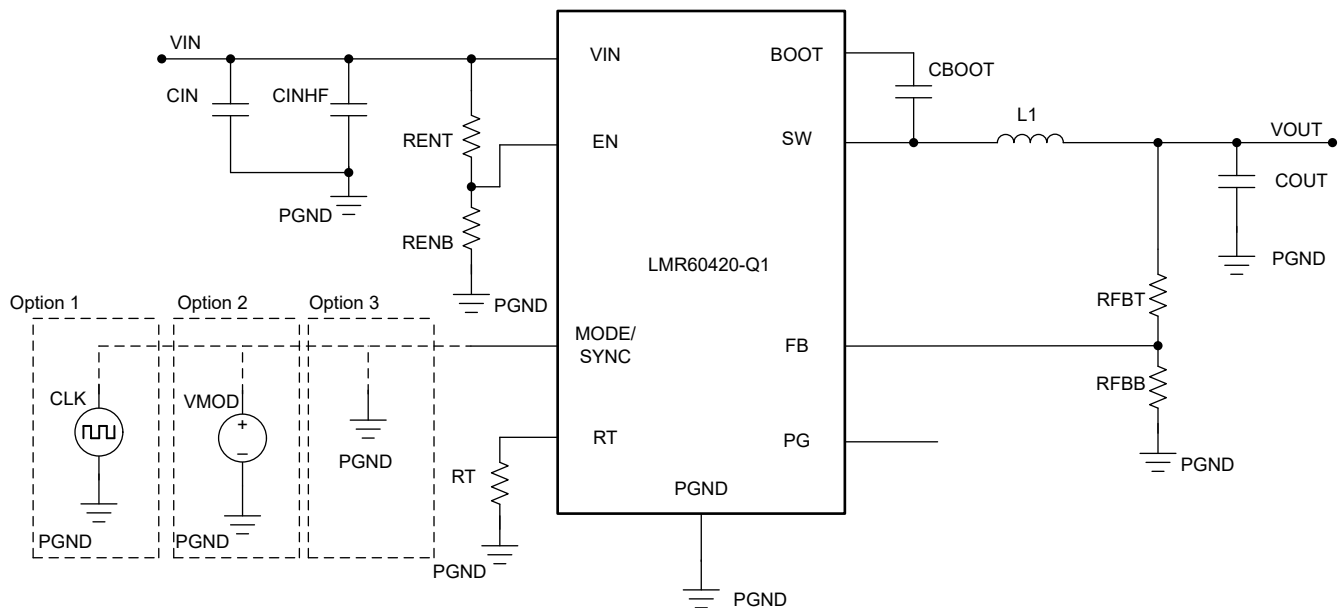 VIN
VIN
BOOT
CBOOT
CIN
CINHF
L1
VOUT
RENT
EN
SW
COUT
PGND
RENB
LMR60420-Q1
PGND
PGND
Option 1
Option 2
Option 3
RFBT
MODE/
SYNC
FB
CLK
VMOD
+
−
RFBB
RT
PG
PGND
RT
PGND
PGND
PGND
PGND
PGND
PGND